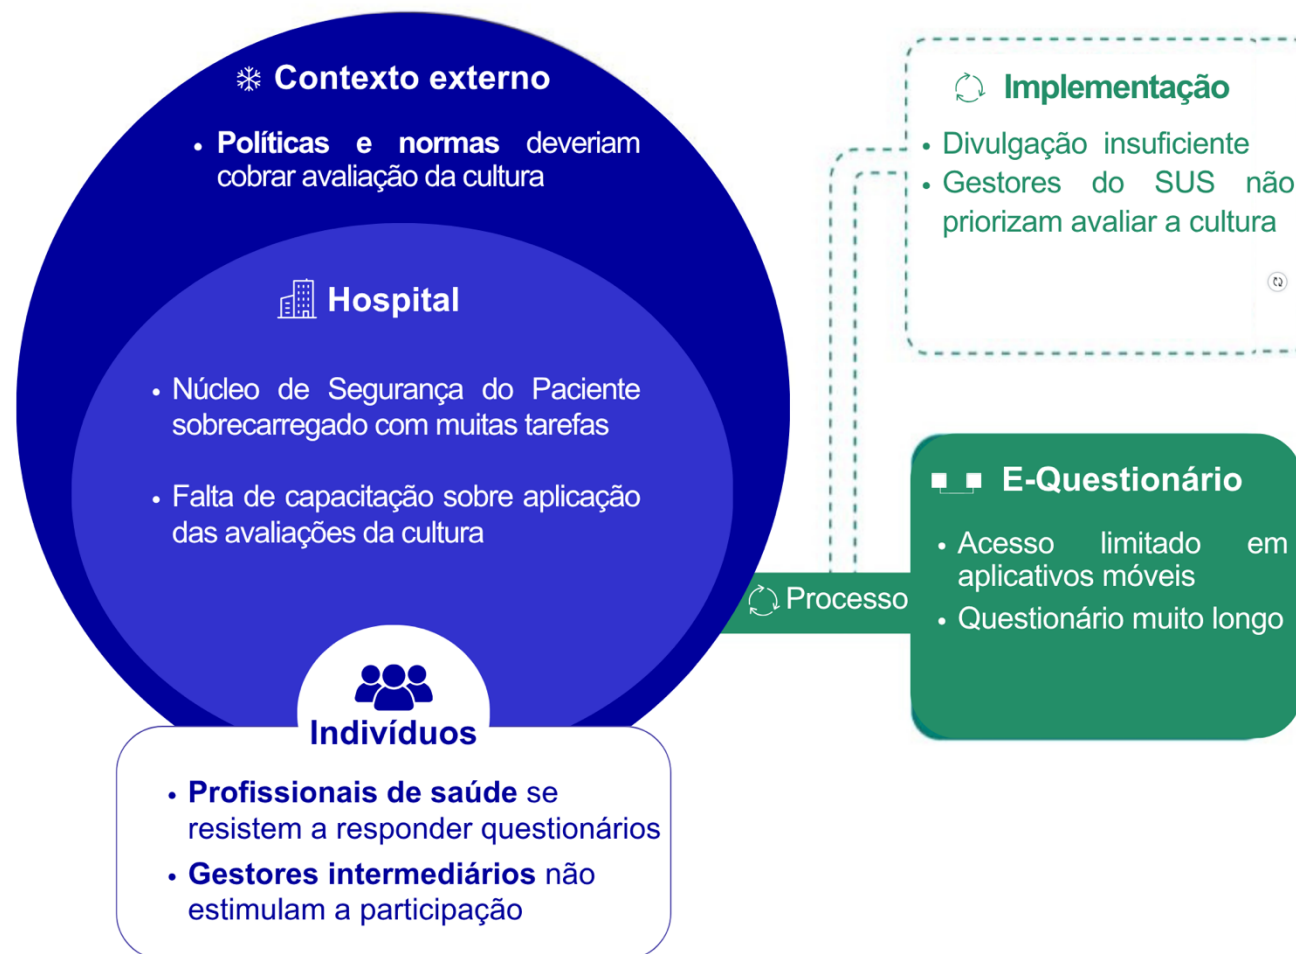 Contexto externo
• Políticas e normas deveriam
cobrar avaliação da cultura
Hospital
• Núcleo de Segurança do Paciente
sobrecarregado com muitas tarefas
• Falta de capacitação sobre aplicação
das avaliações da cultura
Indivíduos
• Profissionais de saúde se
resistem a responder questionários
• Gestores intermediários não
estimulam a participação
Processo
Implementação
• Divulgação insuficiente
• Gestores do SUS não
priorizam avaliar a cultura
E-Questionário
• Acesso limitado em
aplicativos móveis
• Questionário muito longo